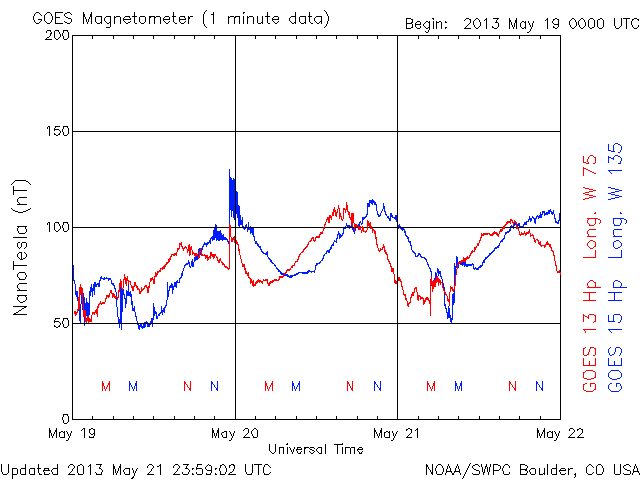 GOES Magnetometer (1 minute data)
Begin: 2013 May 19 0000 UTC
200
150
100
50
0
NanoTesla (nT)
M M N N M M N N M M N N
May 19 May 20 May 21 May 22
Universal Time
GOES 13 Hp Long. W 75
GOES 15 Hp Long. W 135
Updated 2013 May 21 23:59:02 UTC
NOAA/SWPC Boulder, CO USA